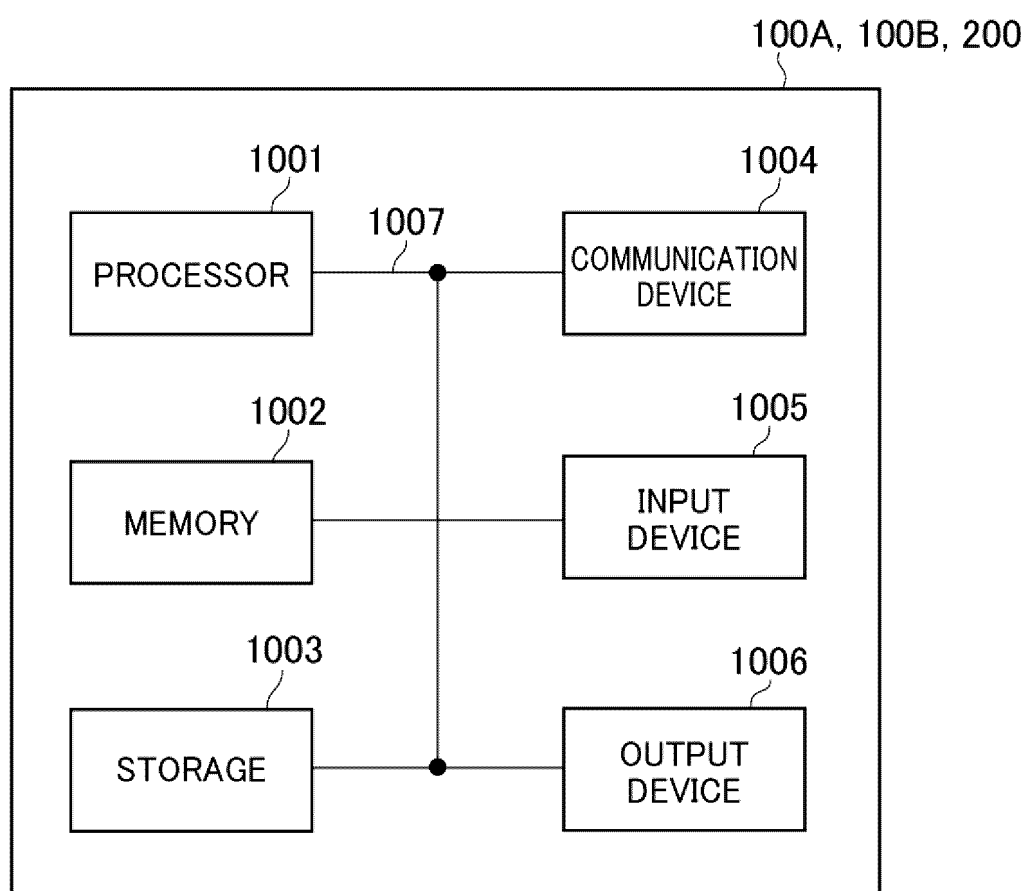 100A, 100B, 200
1001
1004
1007
PROCESSOR
COMMUNICATION
DEVICE
1002
1005
MEMORY
INPUT
DEVICE
1003
1006
STORAGE
OUTPUT
DEVICE